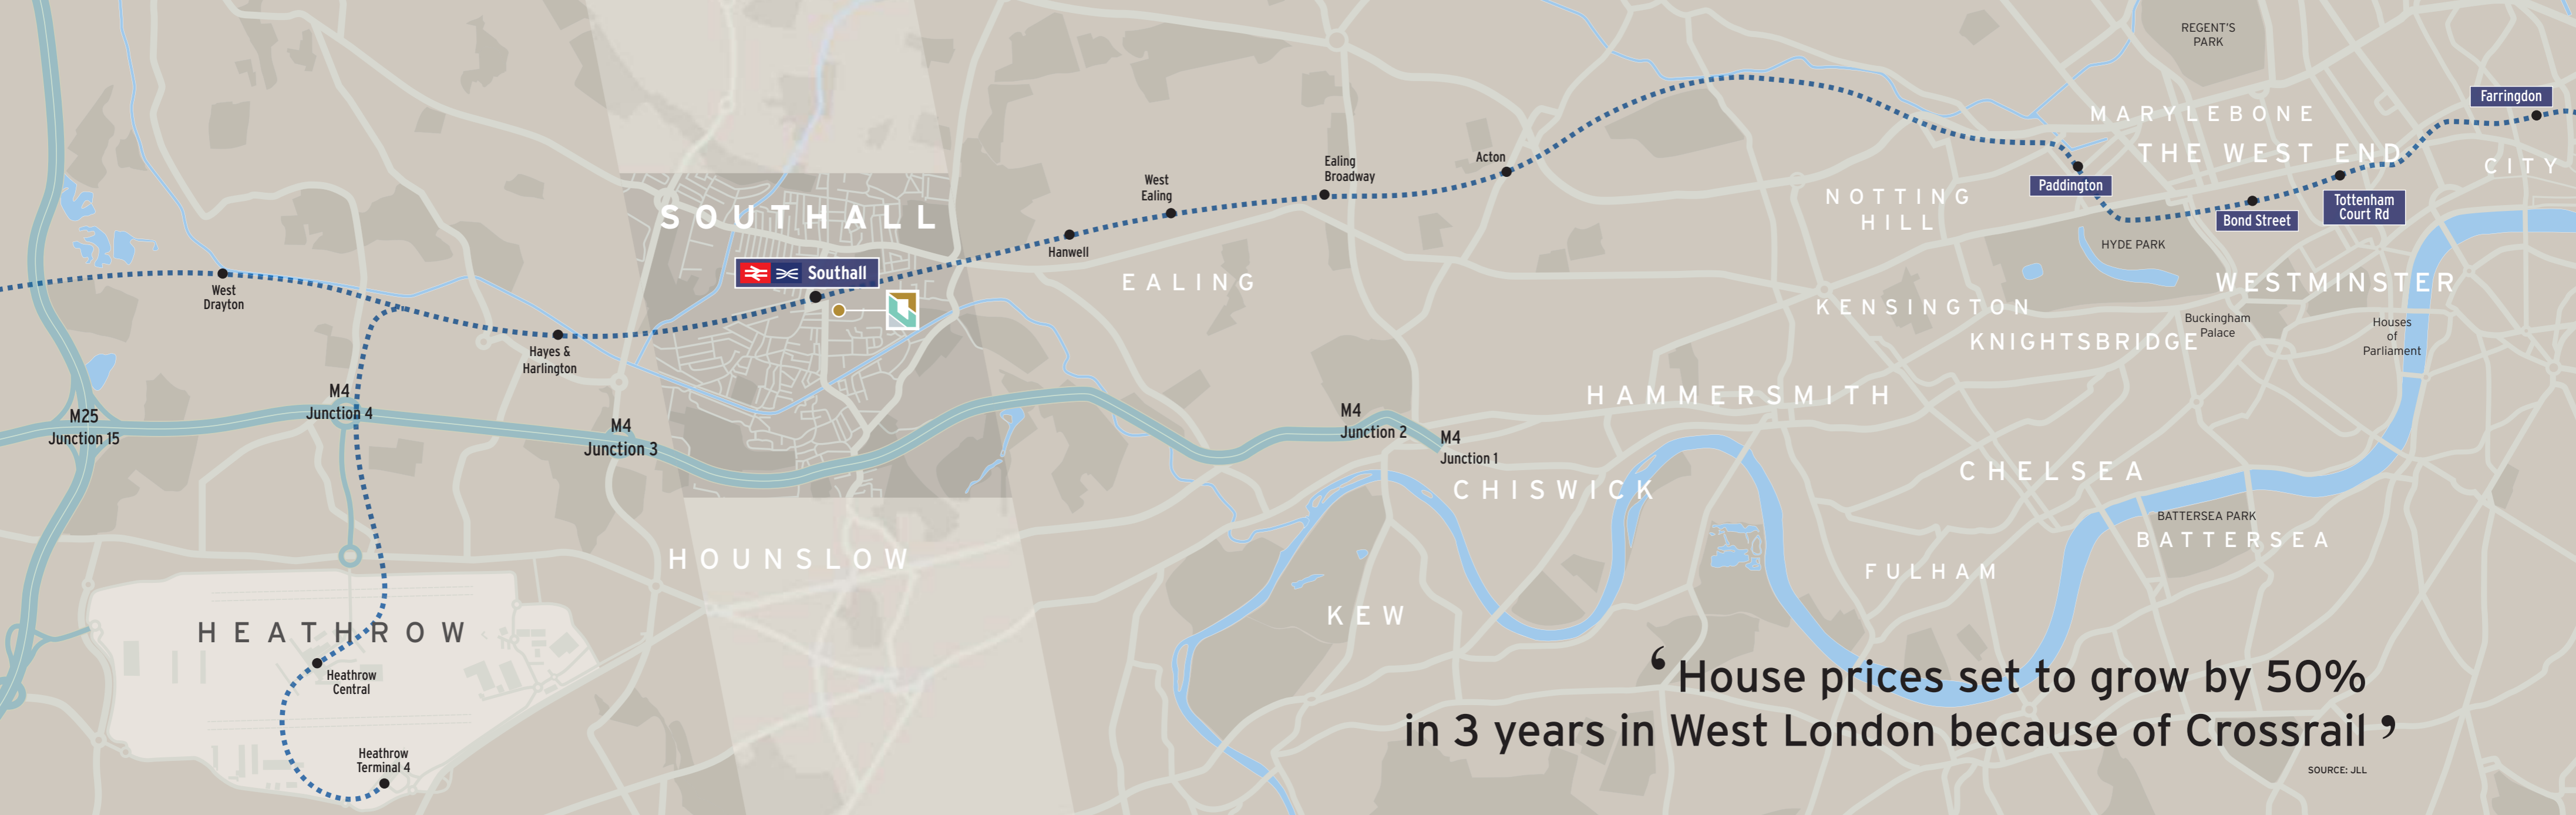 REGENT'S
PARK
Farringdon
MARYLEBONE
THE WEST END
CITY
Acton
Ealing
Broadway
West
Ealing
Paddington
NOTTING
HILL
Tottenham
Court Rd
Bond Street
SOUTHALL
Hanwell
HYDE PARK
Southall
EALING
WESTMINSTER
West
Drayton
KENSINGTON
Buckingham
Palace
Houses
of
Parliament
KNIGHTSBRIDGE
Hayes &
Harlington
M4
Junction 4
HAMMERSMITH
M25
Junction 15
M4
Junction 3
M4
Junction 2
M4
Junction 1
CHELSEA
CHISWICK
BATTERSEA PARK
BATTERSEA
HOUNSLOW
FULHAM
KEW
HEATHROW
Heathrow
Central
Heathrow
Terminal 4
‘ House prices set to grow by 50%
in 3 years in West London because of Crossrail ’
SOURCE: JLL